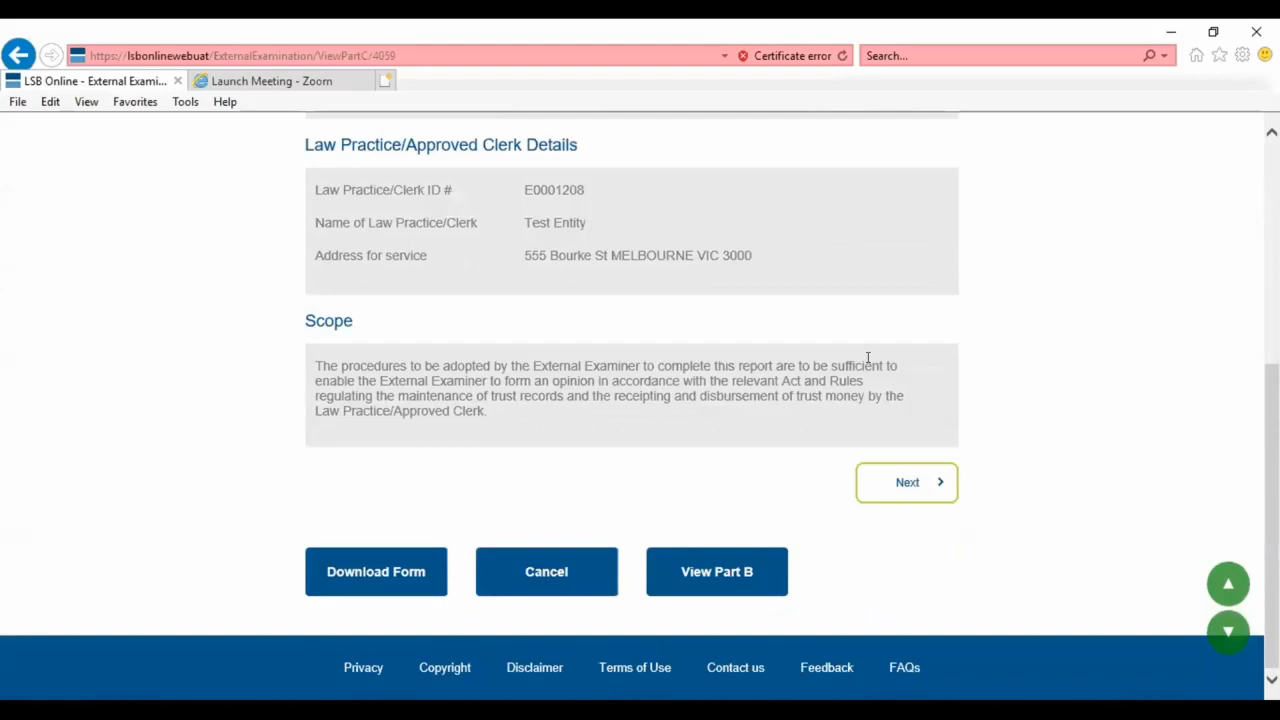 https://lsbonlinewebuat/ExternalExamination/ViewPartC/4059
Certificate error
Search...
LSB Online - External Exami...
Launch Meeting - Zoom
File Edit View Favorites Tools Help
Law Practice/Approved Clerk Details
Law Practice/Clerk ID # E0001208
Name of Law Practice/Clerk Test Entity
Address for service 555 Bourke St MELBOURNE VIC 3000
Scope
The procedures to be adopted by the External Examiner to complete this report are to be sufficient to
enable the External Examiner to form an opinion in accordance with the relevant Act and Rules
regulating the maintenance of trust records and the receipting and disbursement of trust money by the
Law Practice/Approved Clerk.
Next
Download Form Cancel View Part B
Privacy Copyright Disclaimer Terms of Use Contact us Feedback FAQs